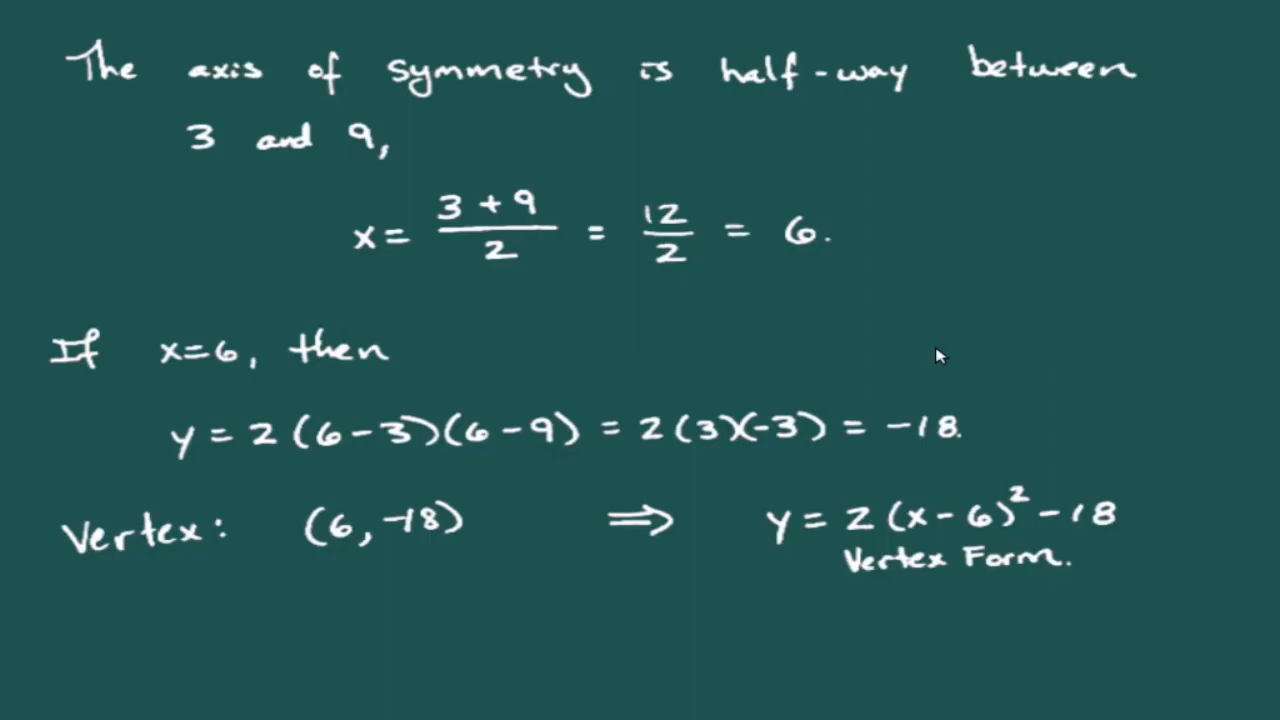 The axis of symmetry is half-way between
3 and 9,
x = (3 + 9)/2 = 12/2 = 6.
If x=6, then
y = 2(6-3)(6-9) = 2(3)(-3) = -18.
Vertex: (6, -18) ⟹ y = 2(x-6)² - 18
Vertex Form.